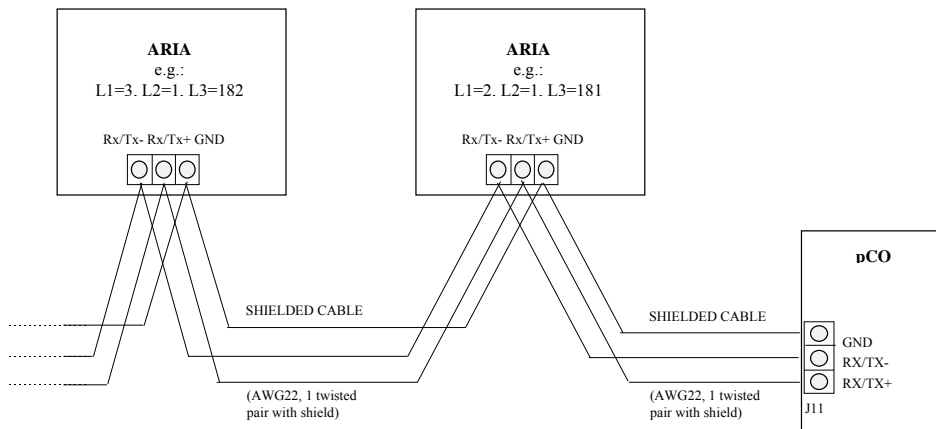 ARIA
e.g.:
L1=3. L2=1. L3=182
Rx/Tx- Rx/Tx+ GND
ARIA
e.g.:
L1=2. L2=1. L3=181
Rx/Tx- Rx/Tx+ GND
pCO
SHIELDED CABLE
SHIELDED CABLE
GND
RX/TX-
RX/TX+
J11
(AWG22, 1 twisted
pair with shield)
(AWG22, 1 twisted
pair with shield)